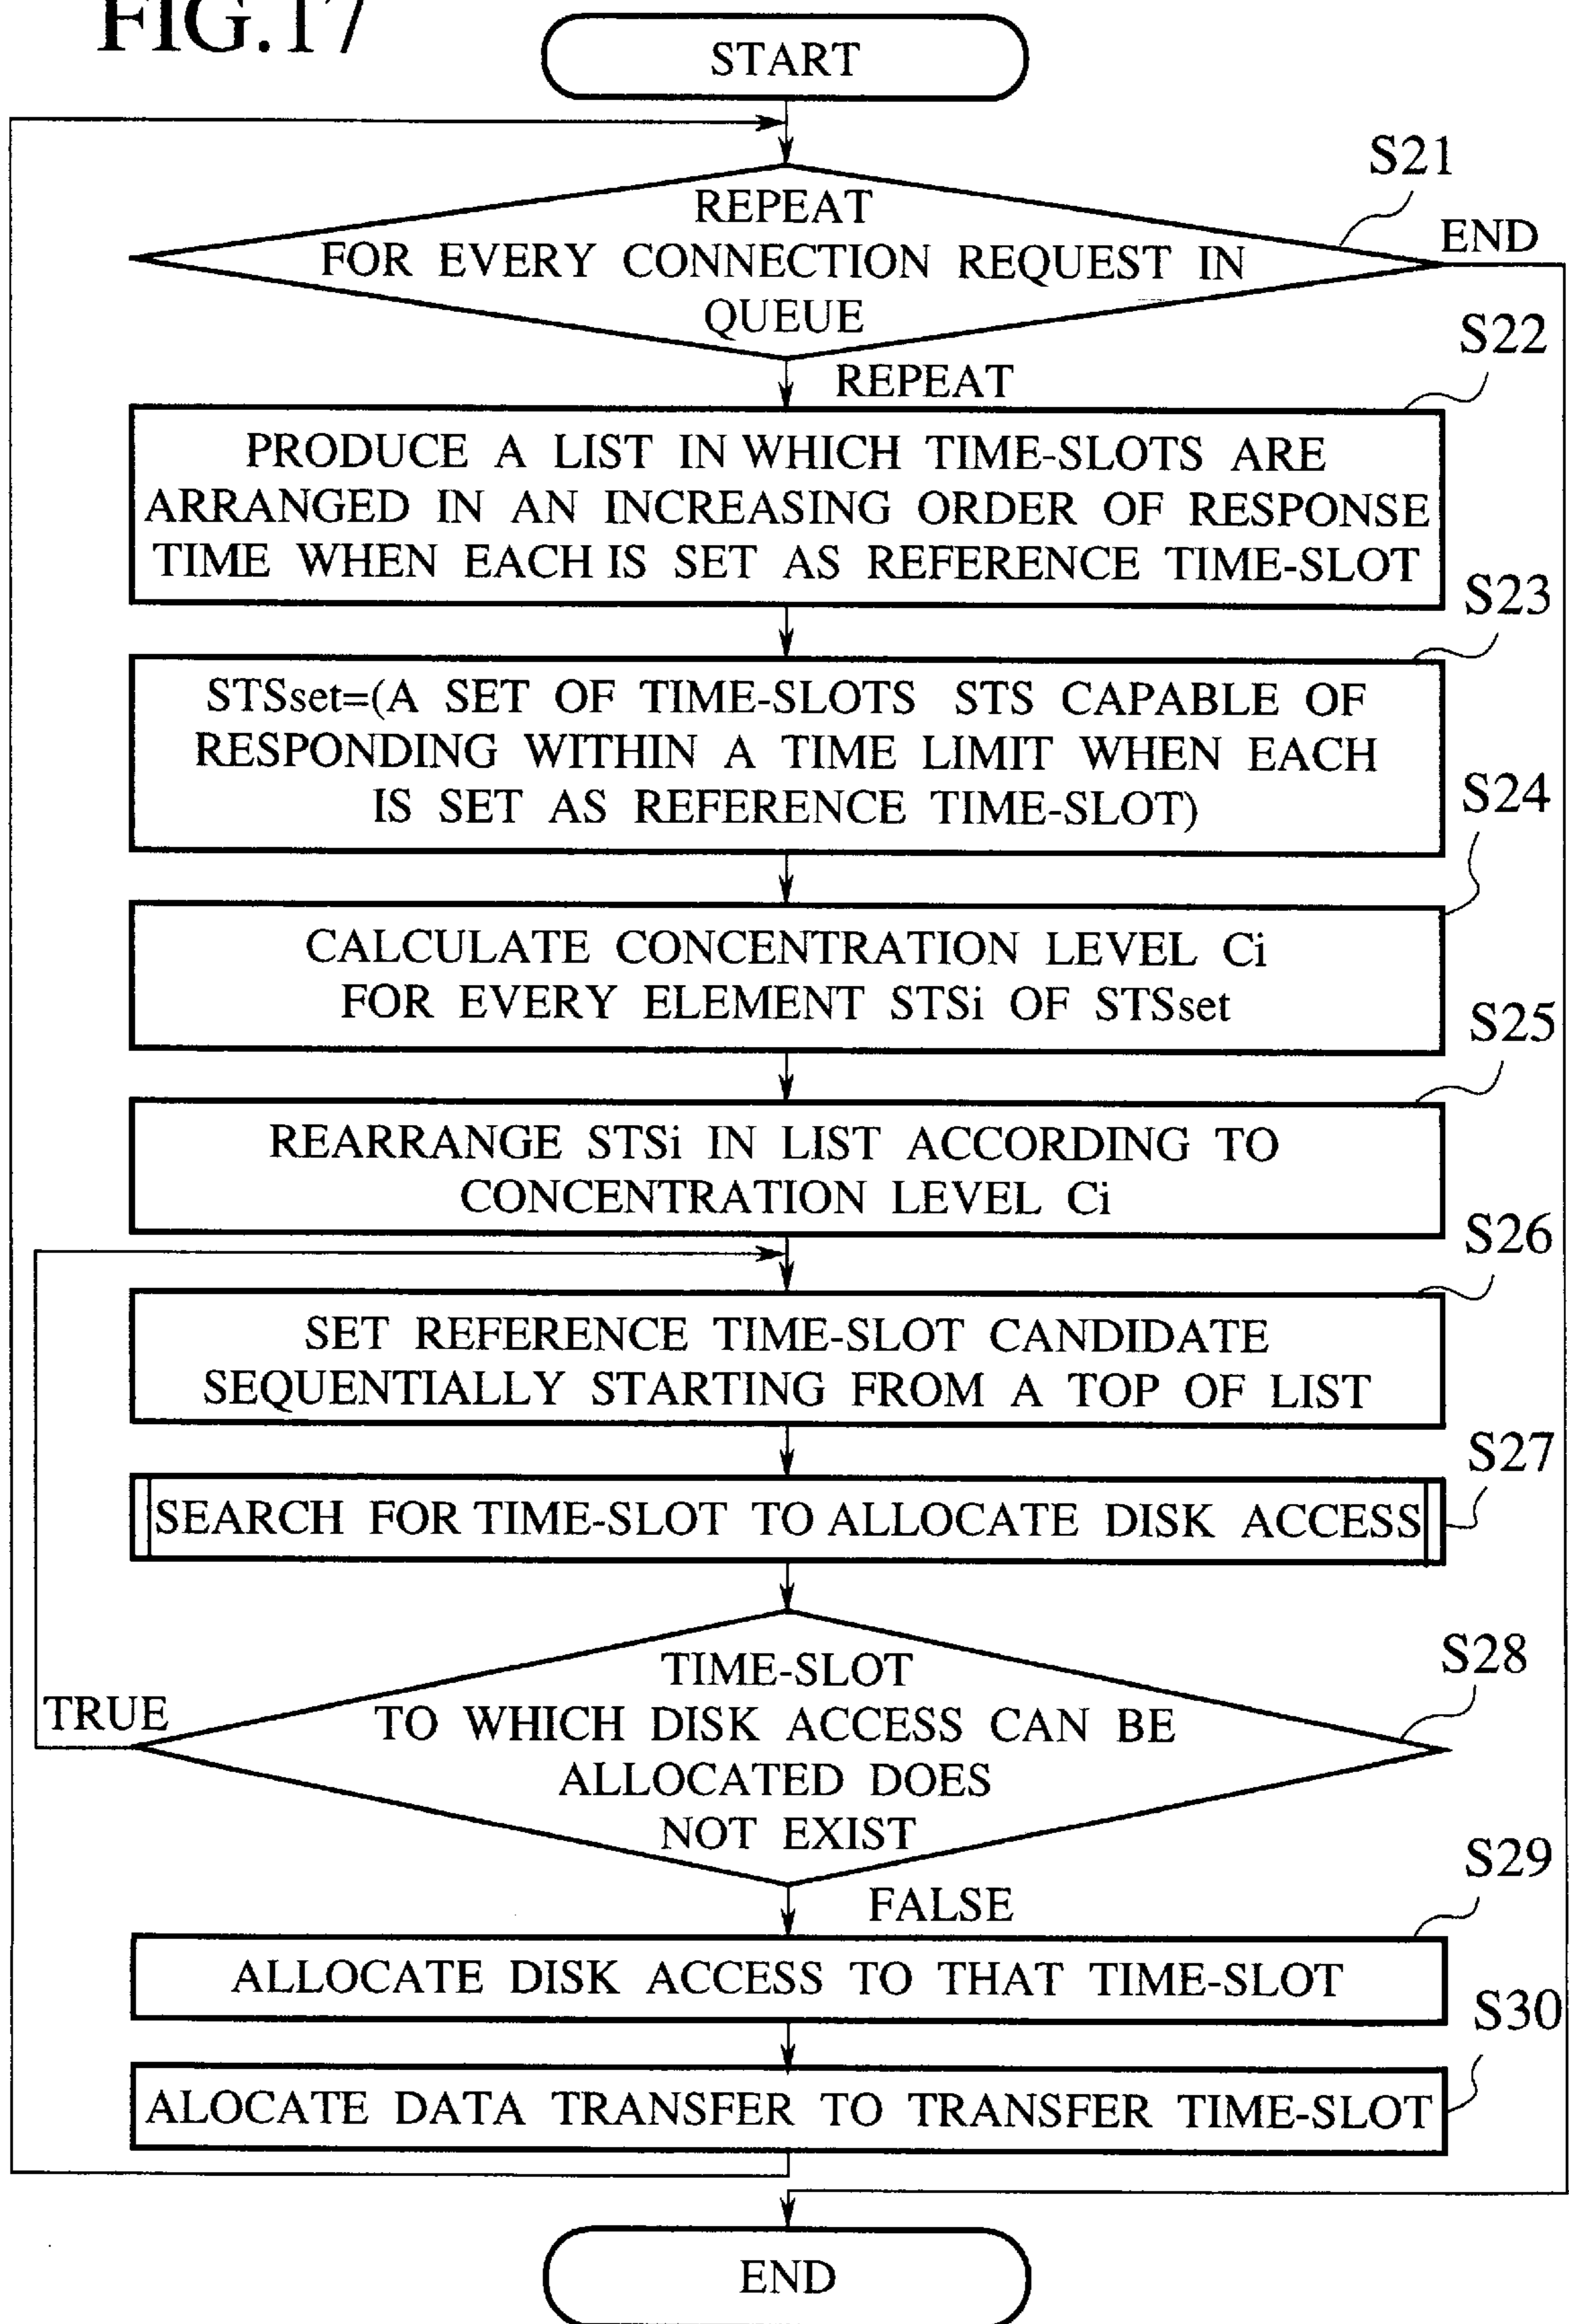 FIG.17
START
S21
REPEAT
FOR EVERY CONNECTION REQUEST IN
QUEUE
END
REPEAT
S22
PRODUCE A LIST IN WHICH TIME-SLOTS ARE
ARRANGED IN AN INCREASING ORDER OF RESPONSE
TIME WHEN EACH IS SET AS REFERENCE TIME-SLOT
S23
STSset=(A SET OF TIME-SLOTS STS CAPABLE OF
RESPONDING WITHIN A TIME LIMIT WHEN EACH
IS SET AS REFERENCE TIME-SLOT)
S24
CALCULATE CONCENTRATION LEVEL Ci
FOR EVERY ELEMENT STSi OF STSset
S25
REARRANGE STSi IN LIST ACCORDING TO
CONCENTRATION LEVEL Ci
S26
SET REFERENCE TIME-SLOT CANDIDATE
SEQUENTIALLY STARTING FROM A TOP OF LIST
S27
SEARCH FOR TIME-SLOT TO ALLOCATE DISK ACCESS
S28
TIME-SLOT
TO WHICH DISK ACCESS CAN BE
ALLOCATED DOES
NOT EXIST
TRUE
FALSE
S29
ALLOCATE DISK ACCESS TO THAT TIME-SLOT
S30
ALOCATE DATA TRANSFER TO TRANSFER TIME-SLOT
END